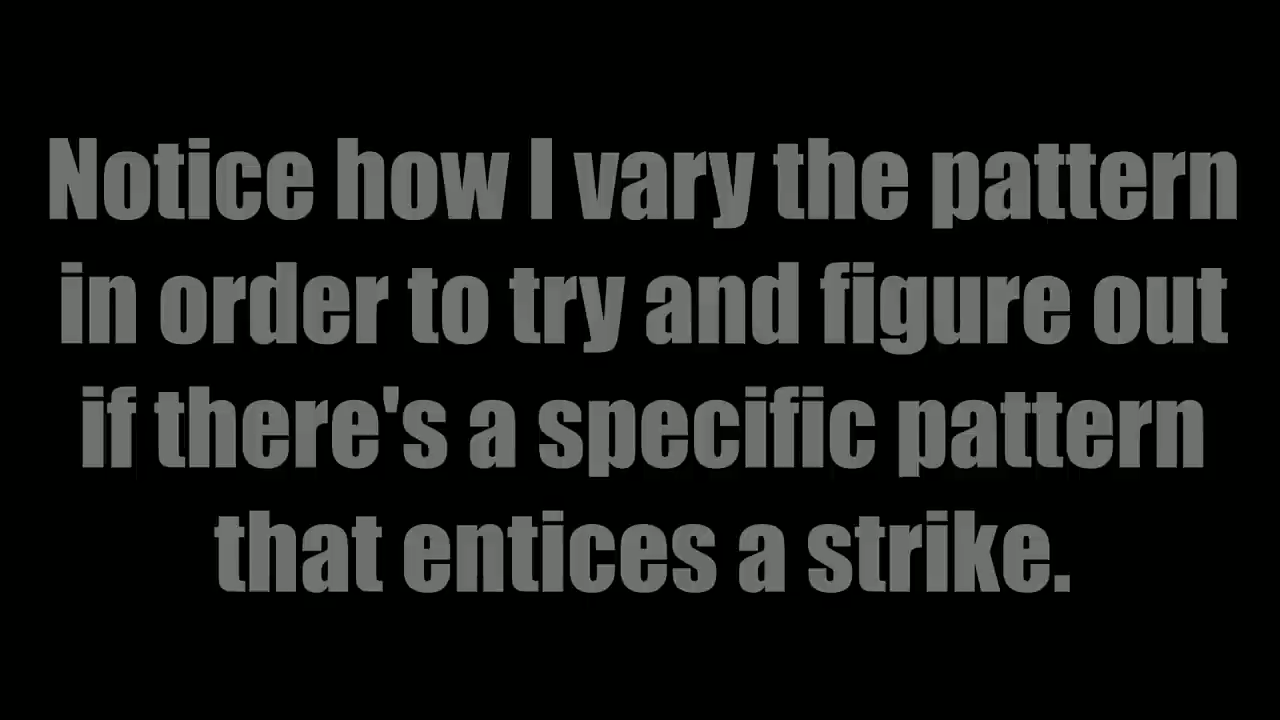 Notice how I vary the pattern
in order to try and figure out
if there's a specific pattern
that entices a strike.